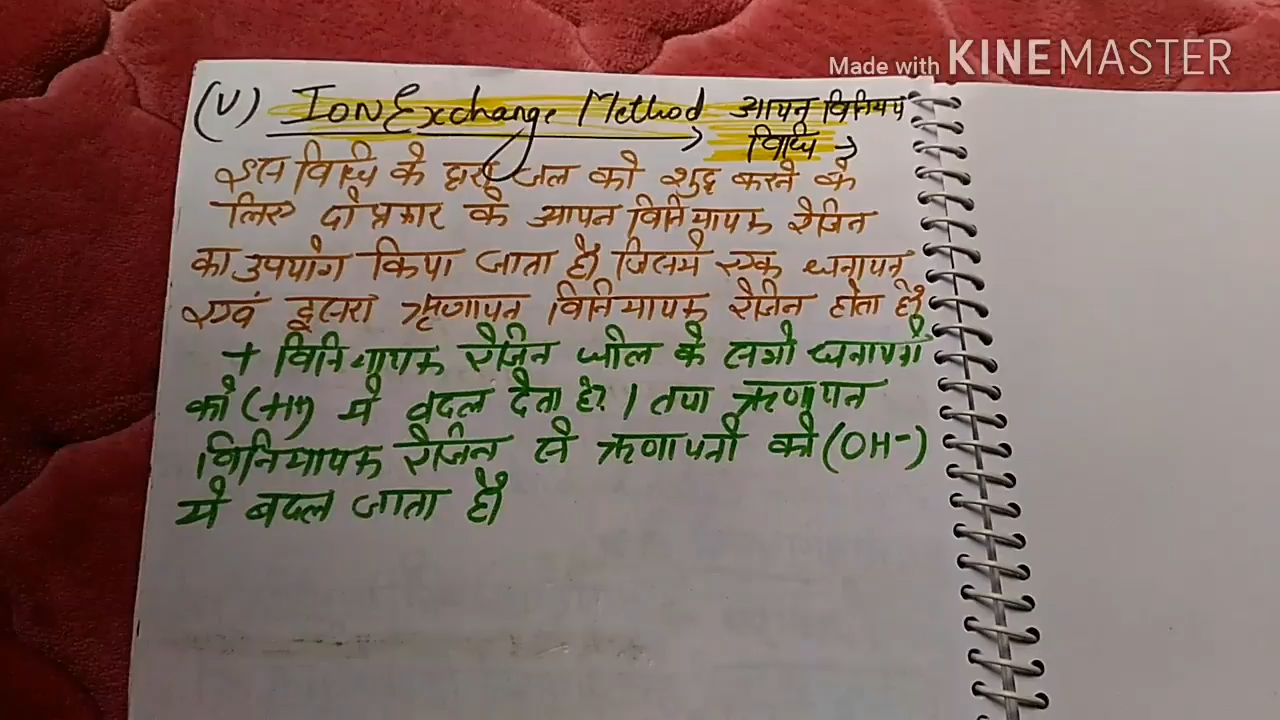 Made with KINEMASTER
(V) Ion Exchange Method आयन विनिमय
विधि →
इस विधि के द्वारा जल को शुद्ध करने के
लिए दो प्रकार के आयन विनिमायक रेजिन
का उपयोग किया जाता है। जिसमे एक धनायन
एवं दूसरा ऋणायन विनिमायक रेजिन होता है।
+ विनिमायक रेजिन घोल के सभी धनायनों
को (H+) मे बदल देता है। तथा ऋणायन
विनिमायक रेजिन से ऋणायनो को (OH-)
मे बदल जाता है।